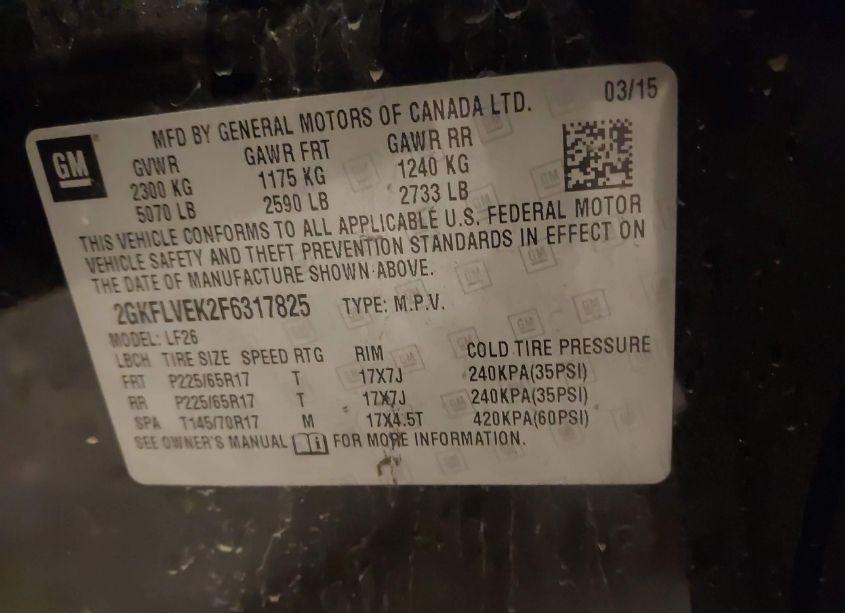 GM
MFD BY GENERAL MOTORS OF CANADA LTD. 03/15
GVWR GAWR FRT GAWR RR
2300 KG 1175 KG 1240 KG
5070 LB 2590 LB 2733 LB
THIS VEHICLE CONFORMS TO ALL APPLICABLE U.S. FEDERAL MOTOR
VEHICLE SAFETY AND THEFT PREVENTION STANDARDS IN EFFECT ON
THE DATE OF MANUFACTURE SHOWN ABOVE.
2GKFLVEK2F6317825 TYPE: M.P.V.
MODEL: LF26
LBCH TIRE SIZE SPEED RTG RIM COLD TIRE PRESSURE
FRT P225/65R17 T 17X7J 240KPA(35PSI)
RR P225/65R17 T 17X7J 240KPA(35PSI)
SPA T145/70R17 M 17X4.5T 420KPA(60PSI)
SEE OWNER'S MANUAL FOR MORE INFORMATION.